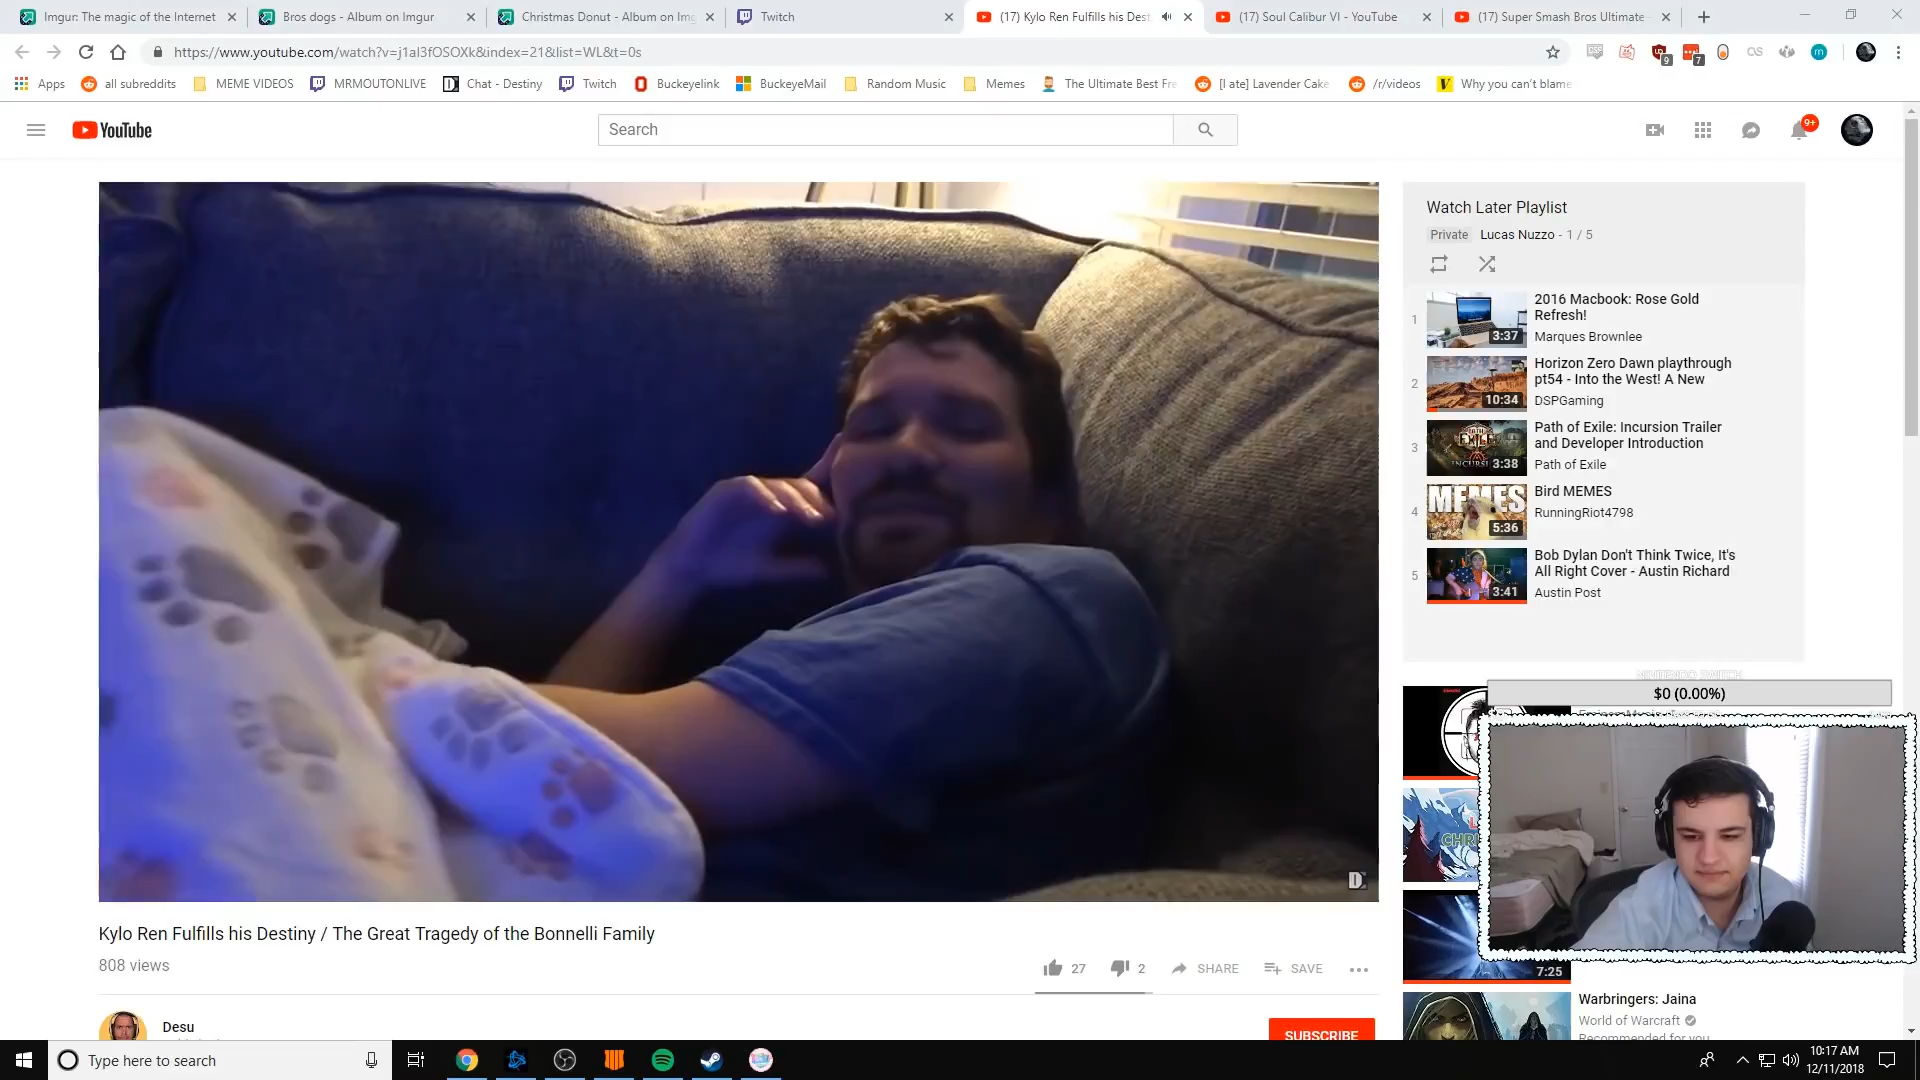 Imgur: The magic of the Internet
Bros dogs - Album on Imgur
Christmas Donut - Album on Img
Twitch
(17) Kylo Ren Fulfills his Dest
(17) Soul Calibur VI - YouTube
(17) Super Smash Bros Ultimate
https://www.youtube.com/watch?v=j1al3fOSOXk&index=21&list=WL&t=0s
9
7
Apps
all subreddits
MEME VIDEOS
MRMOUTONLIVE
Chat - Destiny
Twitch
Buckeyelink
BuckeyeMail
Random Music
Memes
The Ultimate Best Fre
[I ate] Lavender Cake
/r/videos
Why you can't blame
YouTube
Search
9+
Watch Later Playlist
Private Lucas Nuzzo - 1 / 5
1
3:37
2016 Macbook: Rose Gold
Refresh!
Marques Brownlee
2
10:34
Horizon Zero Dawn playthrough
pt54 - Into the West! A New
DSPGaming
3
3:38
Path of Exile: Incursion Trailer
and Developer Introduction
Path of Exile
4
MEMES
5:36
Bird MEMES
RunningRiot4798
5
3:41
Bob Dylan Don't Think Twice, It's
All Right Cover - Austin Richard
Austin Post
NINTENDO SWITCH
$0 (0.00%)
7:25
Kylo Ren Fulfills his Destiny / The Great Tragedy of the Bonnelli Family
808 views
27
2
SHARE
SAVE
Desu
SUBSCRIBE
Warbringers: Jaina
World of Warcraft
Recommended for you
Type here to search
10:17 AM
12/11/2018